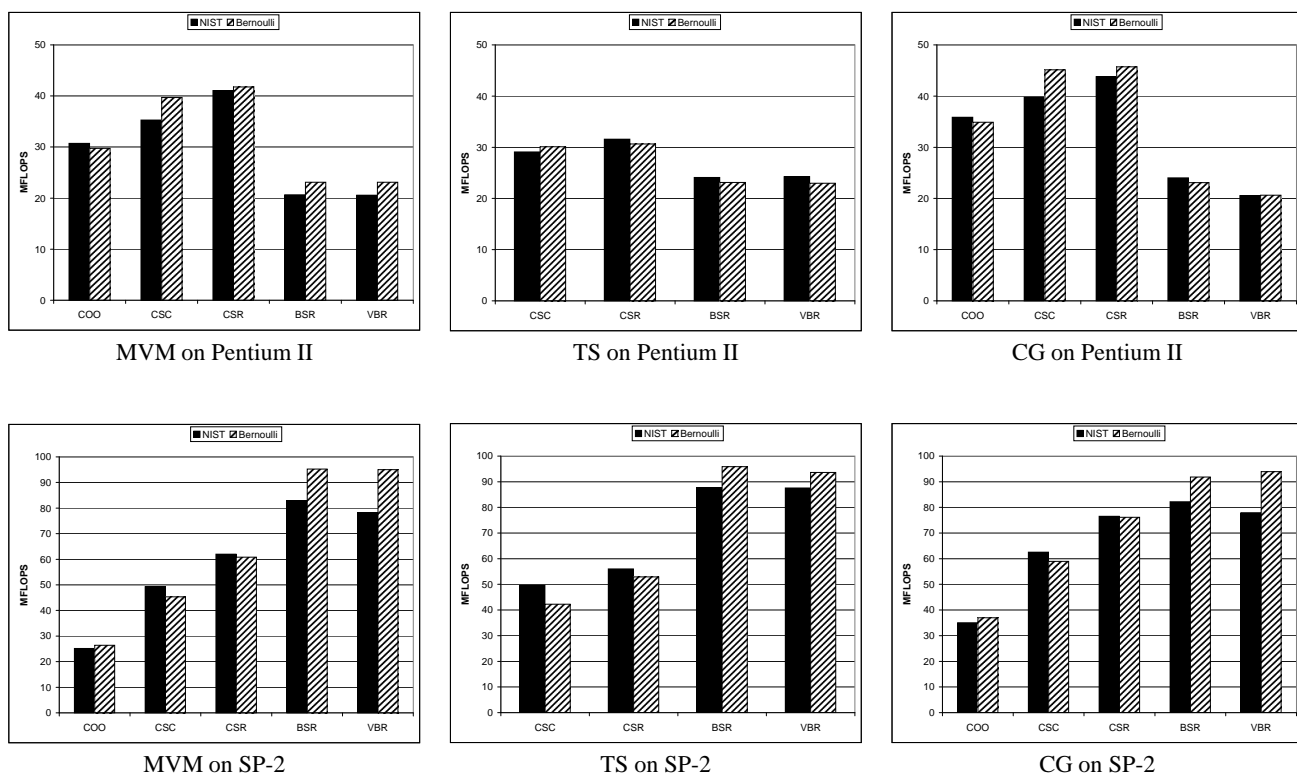 NIST Bernoulli
50
40
30
20
10
0
MFLOPS
COO CSC CSR BSR VBR
MVM on Pentium II
NIST Bernoulli
50
40
30
20
10
0
MFLOPS
CSC CSR BSR VBR
TS on Pentium II
NIST Bernoulli
50
40
30
20
10
0
MFLOPS
COO CSC CSR BSR VBR
CG on Pentium II
NIST Bernoulli
100
90
80
70
60
50
40
30
20
10
0
MFLOPS
COO CSC CSR BSR VBR
MVM on SP-2
NIST Bernoulli
100
90
80
70
60
50
40
30
20
10
0
MFLOPS
CSC CSR BSR VBR
TS on SP-2
NIST Bernoulli
100
90
80
70
60
50
40
30
20
10
0
MFLOPS
COO CSC CSR BSR VBR
CG on SP-2